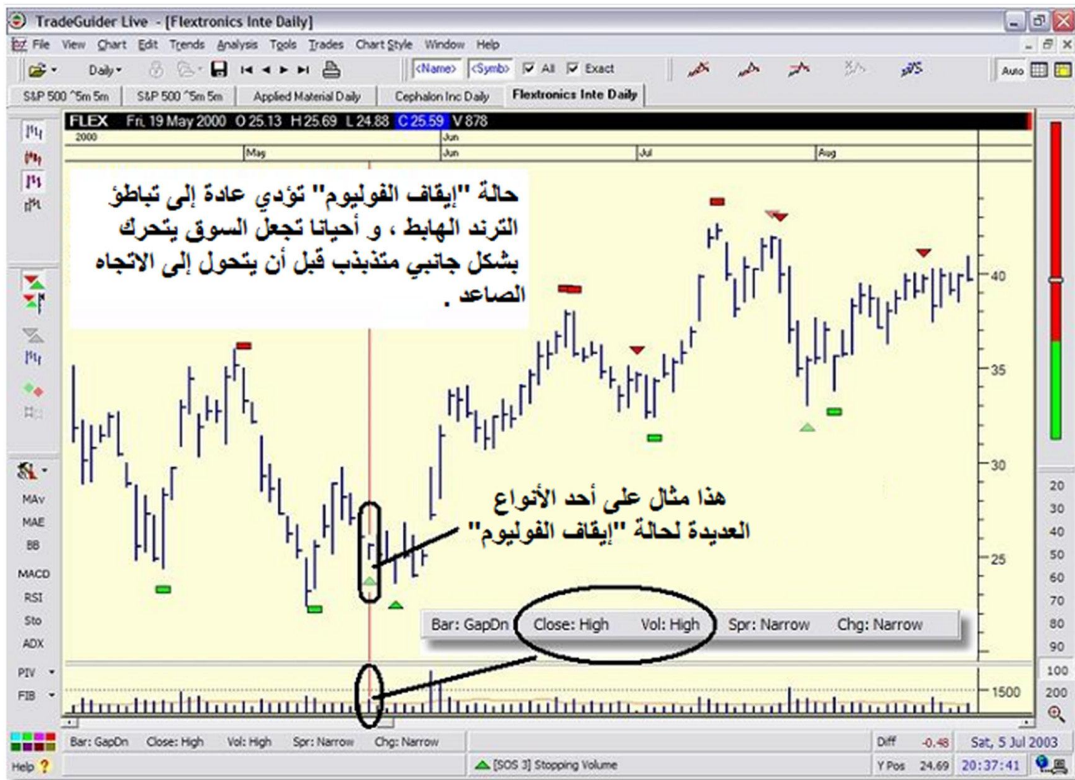 TradeGuider Live - [Flextronics Inte Daily]
File View Chart Edit Trends Analysis Tools Trades Chart Style Window Help
Daily <Name> <Symb> All Exact Auto
S&P 500 ^5m 5m S&P 500 ^5m 5m Applied Material Daily Cephalon Inc Daily Flextronics Inte Daily
FLEX Fri, 19 May 2000 O 25.13 H 25.69 L 24.88 C 25.59 V 878
2000 Jun
May Jun Jul Aug
حالة "إيقاف الفوليوم" تؤدي عادة إلى تباطؤ
الترند الهابط ، و أحيانا تجعل السوق يتحرك
بشكل جانبي متذبذب قبل أن يتحول إلى الاتجاه
الصاعد .
40
35
30
25
هذا مثال على أحد الأنواع
العديدة لحالة "إيقاف الفوليوم"
Bar: GapDn Close: High Vol: High Spr: Narrow Chg: Narrow
1500
MAv
MAE
BB
MACD
RSI
Sto
ADX
PIV
FIB
20
30
40
50
60
70
80
90
100
200
Bar: GapDn Close: High Vol: High Spr: Narrow Chg: Narrow Diff -0.48 Sat, 5 Jul 2003
Help ? [SOS 3] Stopping Volume Y Pos 24.69 20:37:41